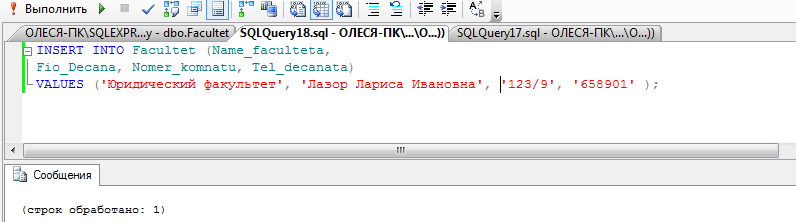 Выполнить
ОЛЕСЯ-ПК\SQLEXPR...y - dbo.Facultet SQLQuery18.sql - ОЛЕСЯ-ПК\...\О...)) SQLQuery17.sql - ОЛЕСЯ-ПК\...\О...))
INSERT INTO Facultet (Name_faculteta,
Fio_Decana, Nomer_komnatu, Tel_decanata)
VALUES ('Юридический факультет', 'Лазор Лариса Ивановна', '123/9', '658901' );
Сообщения
(строк обработано: 1)